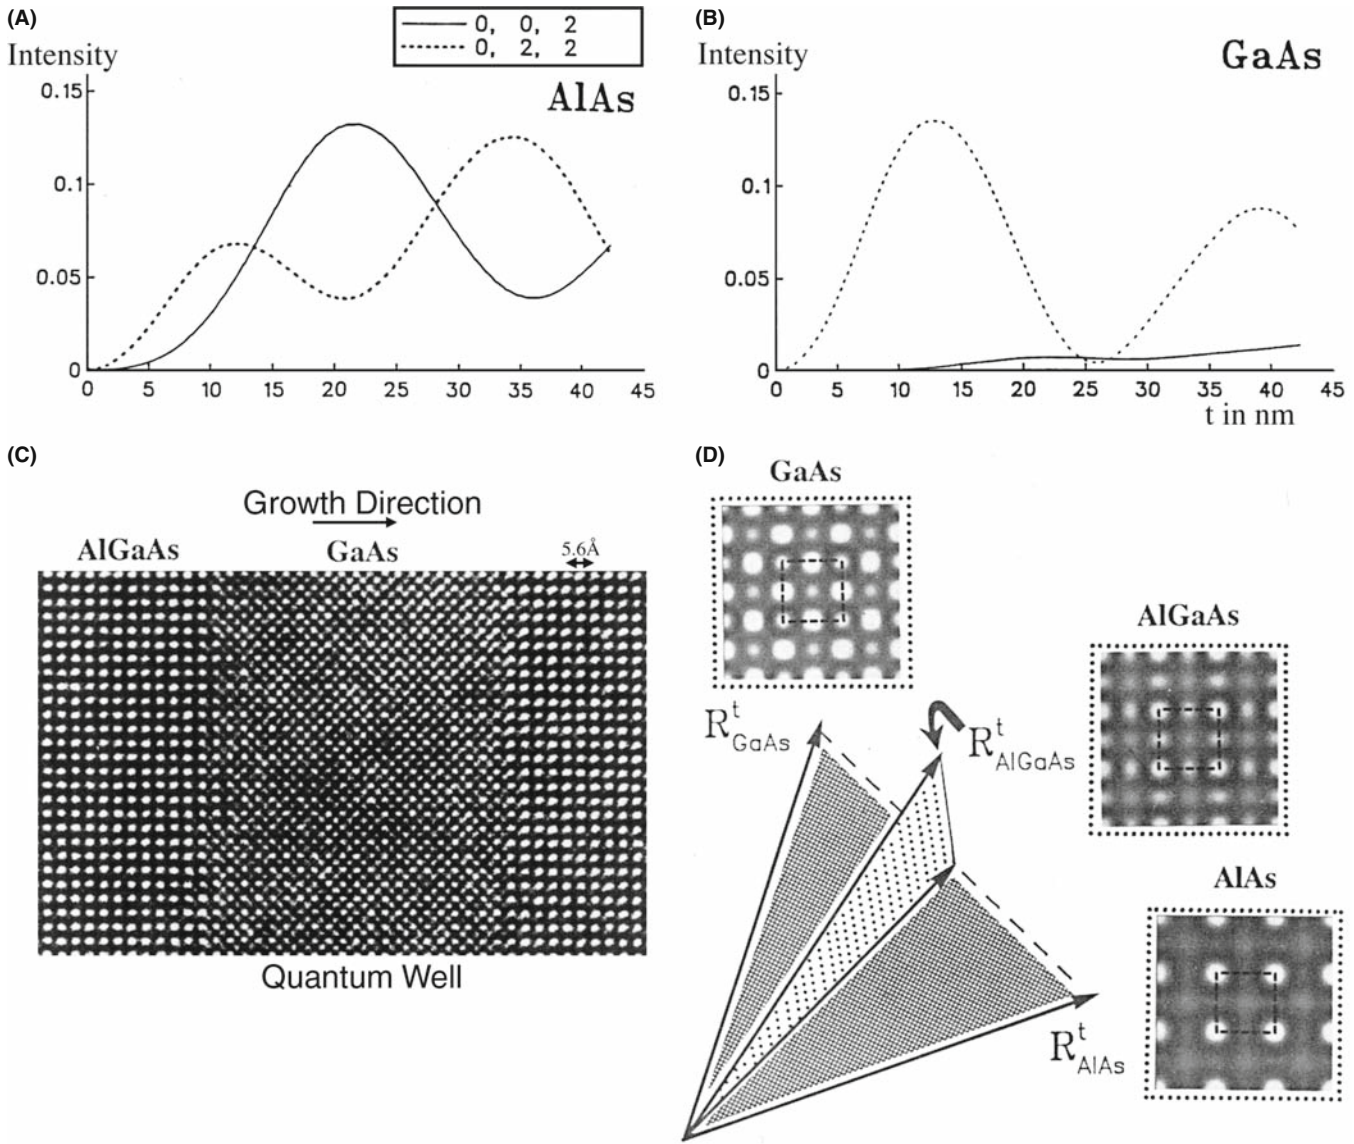 (A)
0, 0, 2
0, 2, 2
Intensity
AlAs
0.15
0.1
0.05
0
0 5 10 15 20 25 30 35 40 45
(B)
Intensity
GaAs
0.15
0.1
0.05
0
0 5 10 15 20 25 30 35 40 45
t in nm
(C)
Growth Direction
AlGaAs GaAs 5.6Å
Quantum Well
(D)
GaAs
AlGaAs
AlAs
R^t_GaAs
R^t_AlGaAs
R^t_AlAs